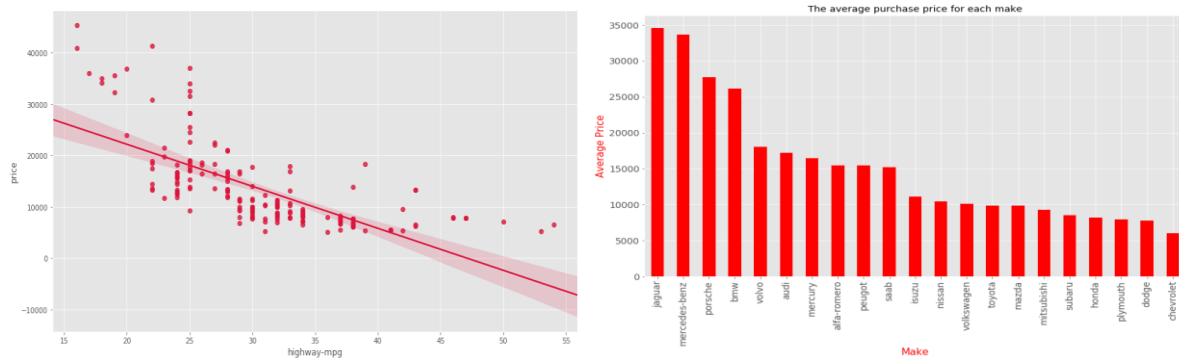 40000
30000
20000
10000
0
−10000
price
15 20 25 30 35 40 45 50 55
highway-mpg
The average purchase price for each make
35000
30000
25000
20000
15000
10000
5000
0
Average Price
jaguar
mercedes-benz
porsche
bmw
volvo
audi
mercury
alfa-romero
peugot
saab
isuzu
nissan
volkswagen
toyota
mazda
mitsubishi
subaru
honda
plymouth
dodge
chevrolet
Make